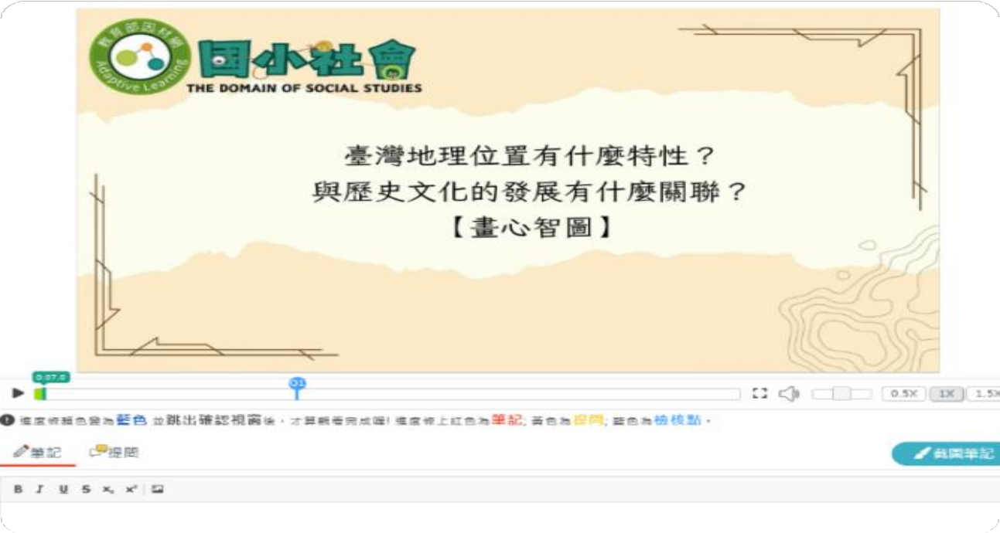 教育部因材網
Adaptive Learning
國小社會
THE DOMAIN OF SOCIAL STUDIES
臺灣地理位置有什麼特性？
與歷史文化的發展有什麼關聯？
【畫心智圖】
0:07.0
01
0.5X 1X 1.5X
進度條顏色變為藍色 並跳出確認視窗後，才算觀看完成喔! 進度條上紅色為筆記; 黃色為提問; 藍色為檢核點。
筆記 提問 截圖筆記
B I U S x₂ x²